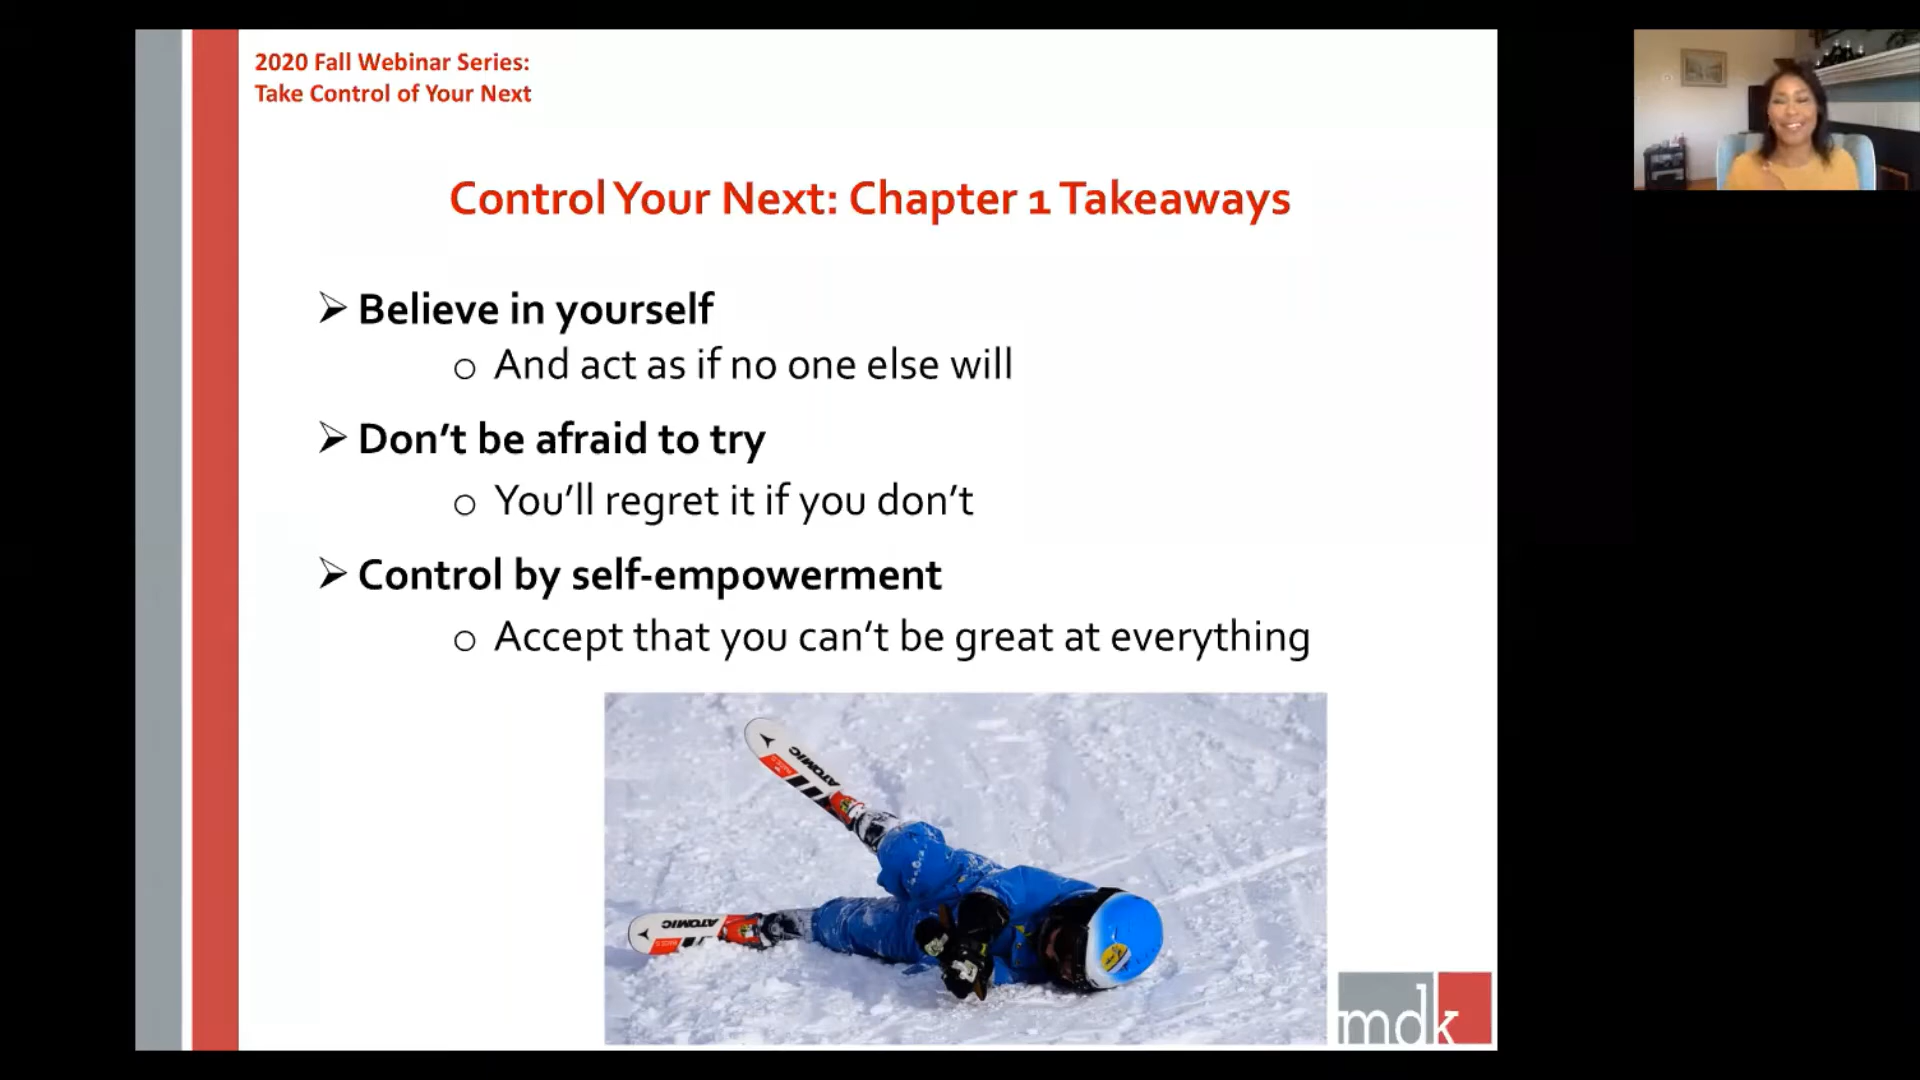 2020 Fall Webinar Series:
Take Control of Your Next
Control Your Next: Chapter 1 Takeaways
➢ Believe in yourself
o And act as if no one else will
➢ Don’t be afraid to try
o You’ll regret it if you don’t
➢ Control by self-empowerment
o Accept that you can’t be great at everything
ATOMIC
ATOMIC
mdk